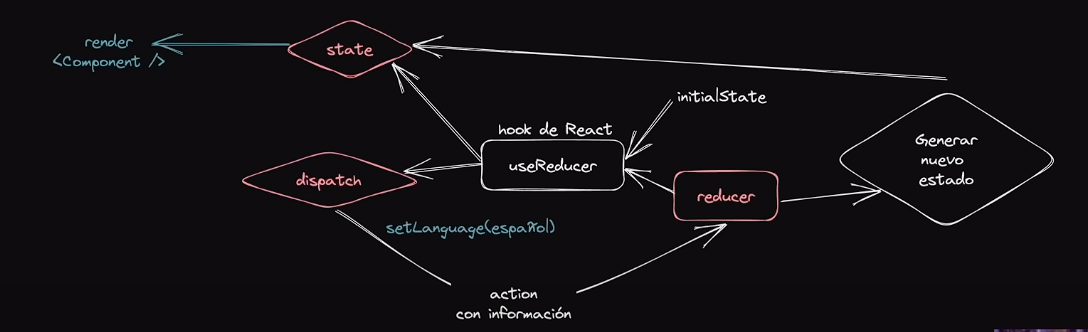 render
<Component />
state
initialState
hook de React
useReducer
Generar
nuevo
estado
dispatch
reducer
setLanguage(español)
action
con información